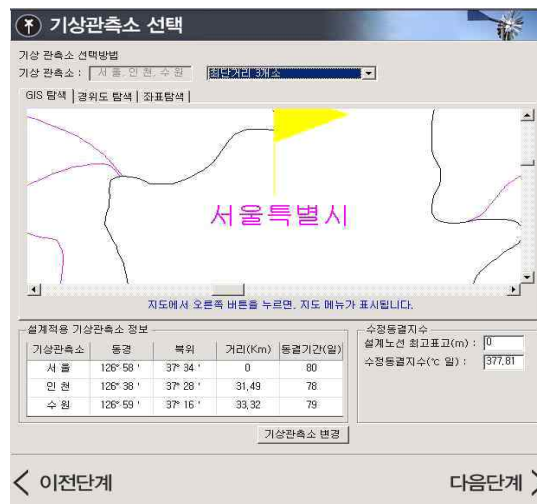 기상관측소 선택
기상 관측소 선택방법
기상 관측소 : 서울, 인천, 수원 최단거리 3개소
GIS 탐색 경위도 탐색 좌표탐색
서울특별시
지도에서 오른쪽 버튼을 누르면, 지도 메뉴가 표시됩니다.
설계적용 기상관측소 정보
기상관측소 동경 북위 거리(Km) 동결기간(일)
서 울 126° 58 ' 37° 34 ' 0 80
인 천 126° 38 ' 37° 28 ' 31,49 78
수 원 126° 59 ' 37° 16 ' 33,32 79
수정동결지수
설계노선 최고표고(m) : 0
수정동결지수(℃ 일) : 377,81
기상관측소 변경
이전단계
다음단계